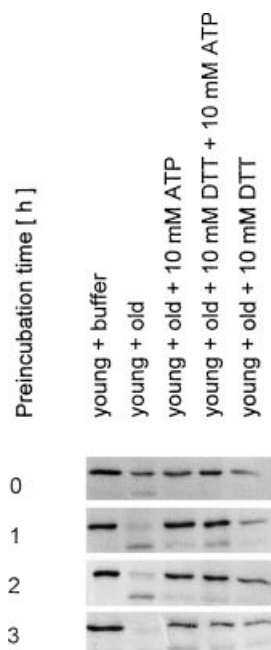 Preincubation time [ h ]
young + buffer
young + old
young + old + 10 mM ATP
young + old + 10 mM DTT + 10 mM ATP
young + old + 10 mM DTT
0
1
2
3